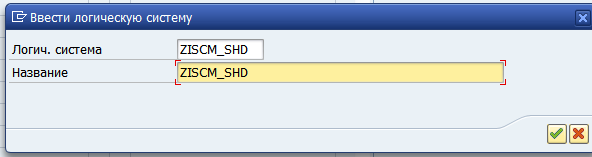 Ввести логическую систему
Логич. система ZISCM_SHD
Название ZISCM_SHD